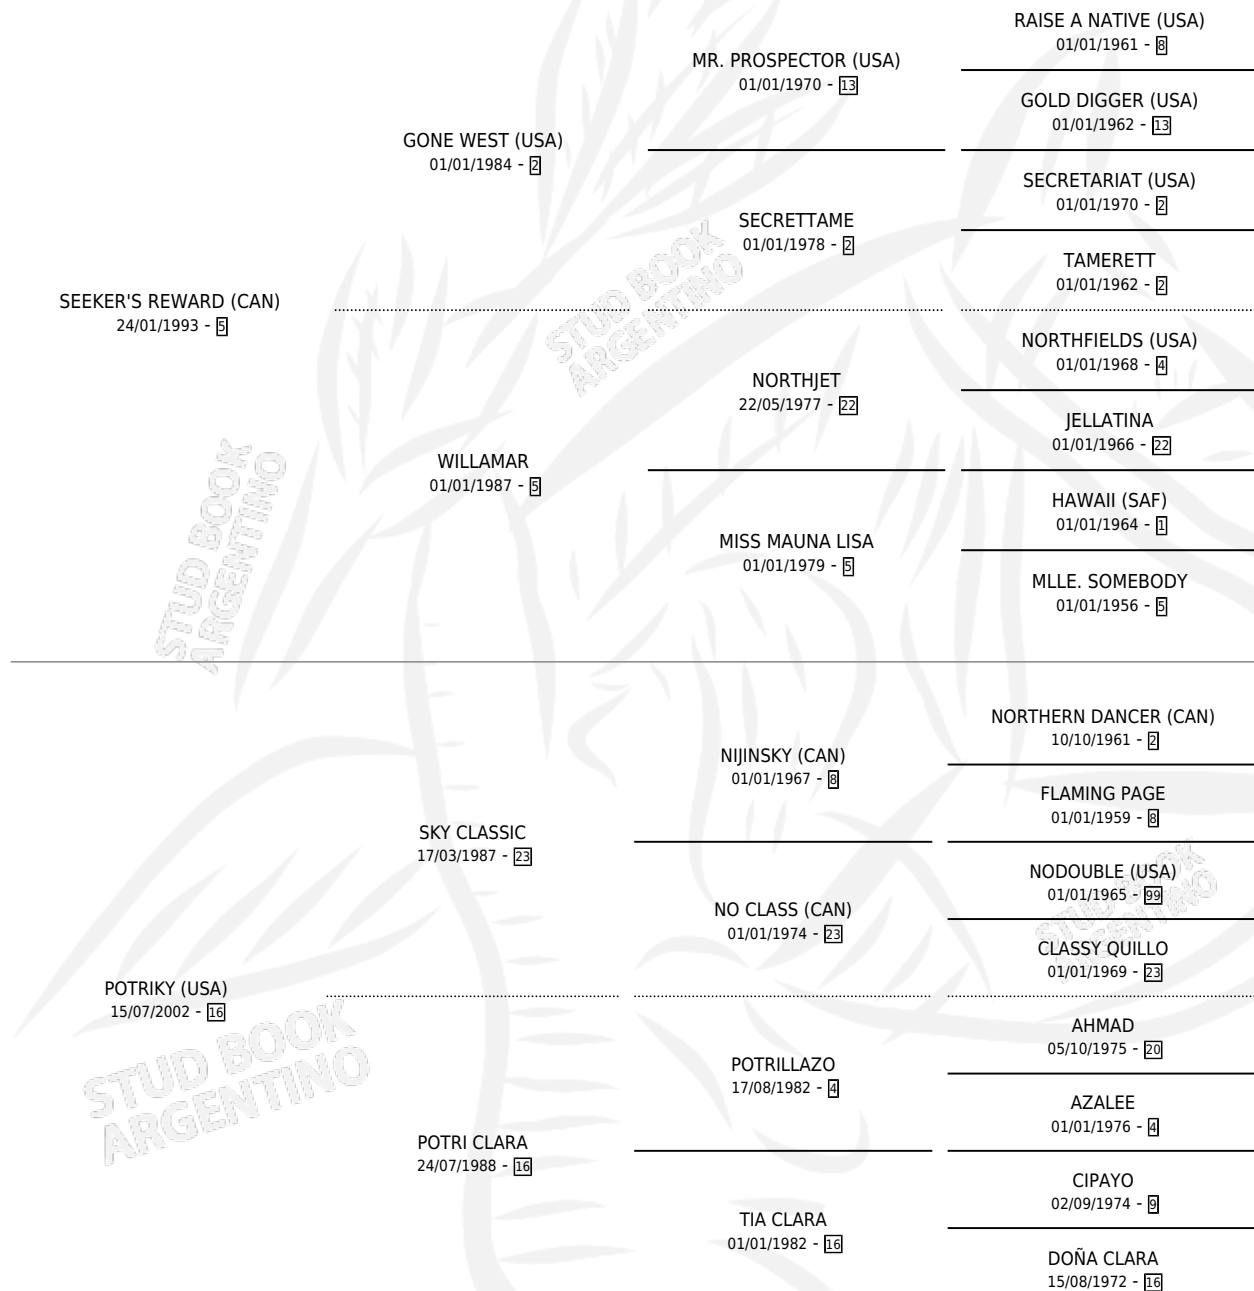 RAISE A NATIVE (USA)
01/01/1961 - 8
MR. PROSPECTOR (USA)
01/01/1970 - 13
GOLD DIGGER (USA)
01/01/1962 - 13
GONE WEST (USA)
01/01/1984 - 2
SECRETARIAT (USA)
01/01/1970 - 2
SECRETTAME
01/01/1978 - 2
TAMERETT
01/01/1962 - 2
SEEKER'S REWARD (CAN)
24/01/1993 - 5
NORTHFIELDS (USA)
01/01/1968 - 4
NORTHJET
22/05/1977 - 22
JELLATINA
01/01/1966 - 22
WILLAMAR
01/01/1987 - 5
HAWAII (SAF)
01/01/1964 - 1
MISS MAUNA LISA
01/01/1979 - 5
MLLE. SOMEBODY
01/01/1956 - 5
STUD BOOK
ARGENTINO
STUD BOOK
ARGENTINO
NORTHERN DANCER (CAN)
10/10/1961 - 2
NIJINSKY (CAN)
01/01/1967 - 8
FLAMING PAGE
01/01/1959 - 8
SKY CLASSIC
17/03/1987 - 23
NODOUBLE (USA)
01/01/1965 - 99
NO CLASS (CAN)
01/01/1974 - 23
CLASSY QUILLO
01/01/1969 - 23
STUD BOOK
ARGENTINO
POTRIKY (USA)
15/07/2002 - 16
AHMAD
05/10/1975 - 20
POTRILLAZO
17/08/1982 - 4
AZALEE
01/01/1976 - 4
POTRI CLARA
24/07/1988 - 16
CIPAYO
02/09/1974 - 9
TIA CLARA
01/01/1982 - 16
DOÑA CLARA
15/08/1972 - 16
STUD BOOK
ARGENTINO